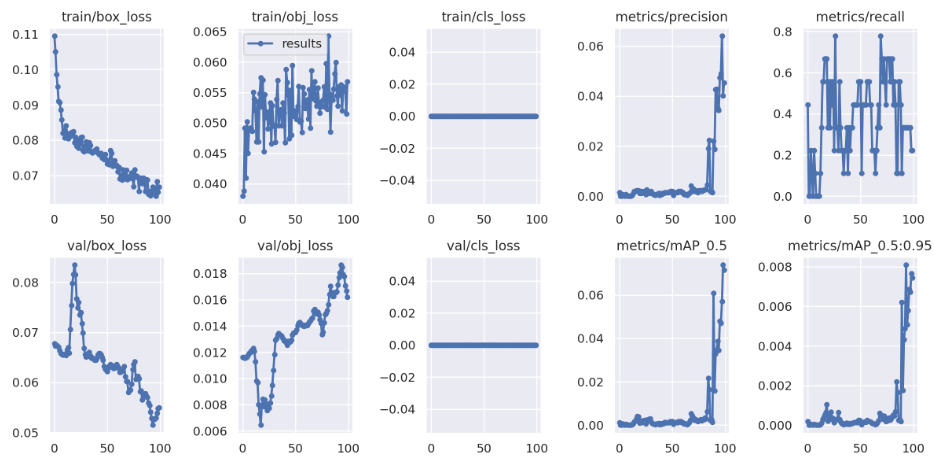 train/box_loss
train/obj_loss
train/cls_loss
metrics/precision
metrics/recall
0.11
0.10
0.09
0.08
0.07
0 50 100
0.065
0.060
0.055
0.050
0.045
0.040
results
0 50 100
0.04
0.02
0.00
−0.02
−0.04
0 50 100
0.06
0.04
0.02
0.00
0 50 100
0.8
0.6
0.4
0.2
0.0
0 50 100
val/box_loss
val/obj_loss
val/cls_loss
metrics/mAP_0.5
metrics/mAP_0.5:0.95
0.08
0.07
0.06
0.05
0 50 100
0.018
0.016
0.014
0.012
0.010
0.008
0.006
0 50 100
0.04
0.02
0.00
−0.02
−0.04
0 50 100
0.06
0.04
0.02
0.00
0 50 100
0.008
0.006
0.004
0.002
0.000
0 50 100